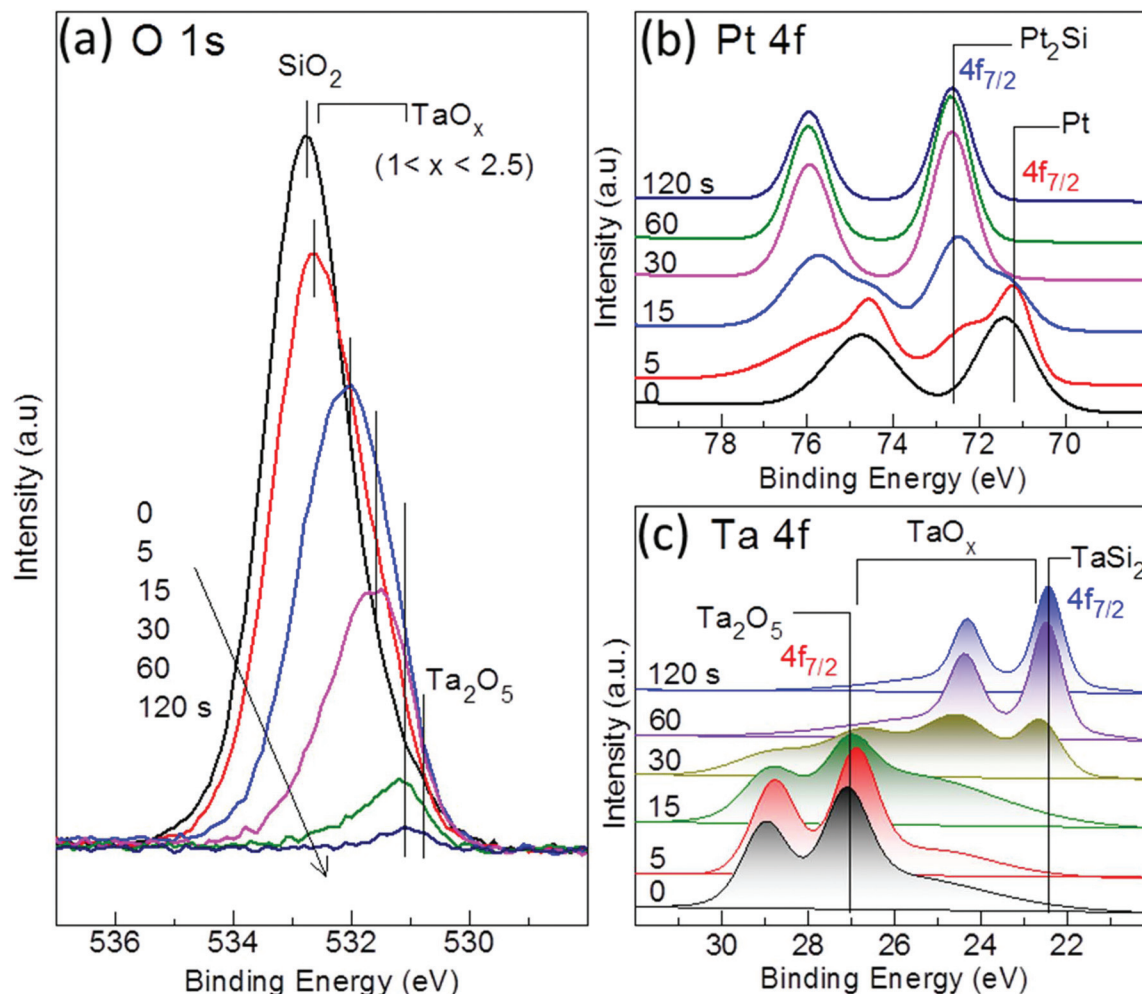 (a) O 1s
SiO₂
TaOₓ
(1< x < 2.5)
0
5
15
30
60
120 s
Ta₂O₅
Intensity (a.u)
536 534 532 530
Binding Energy (eV)
(b) Pt 4f
Pt₂Si
4f₇/₂
Pt
4f₇/₂
120 s
60
30
15
5
0
Intensity (a.u)
78 76 74 72 70
Binding Energy (eV)
(c) Ta 4f
TaOₓ
TaSi₂
4f₇/₂
Ta₂O₅
4f₇/₂
120 s
60
30
15
5
0
Intensity (a.u.)
30 28 26 24 22
Binding Energy (eV)